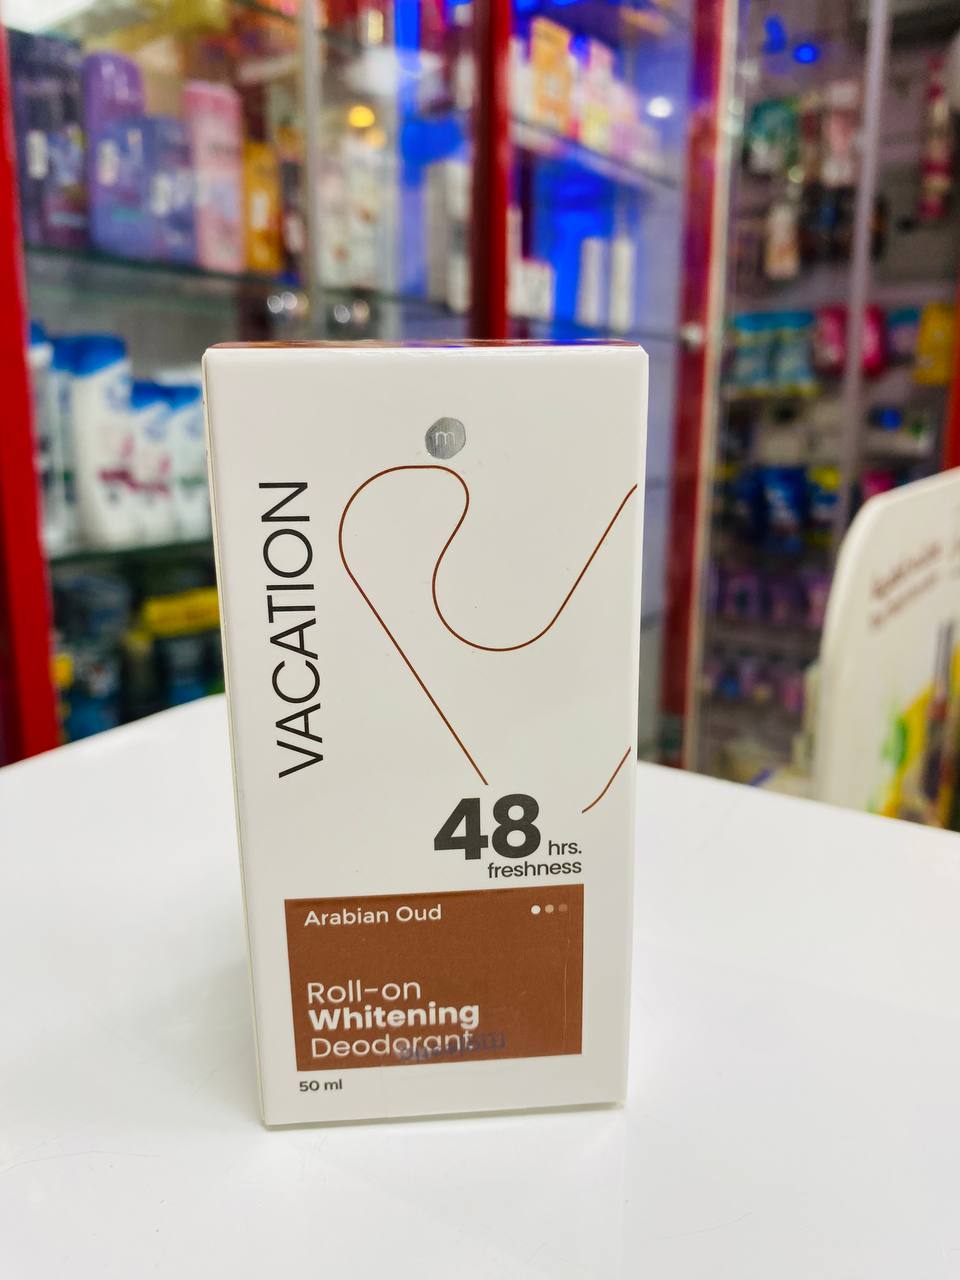 m
VACATION
48 hrs.
freshness
Arabian Oud
Roll-on
Whitening
Deodorant
50 ml